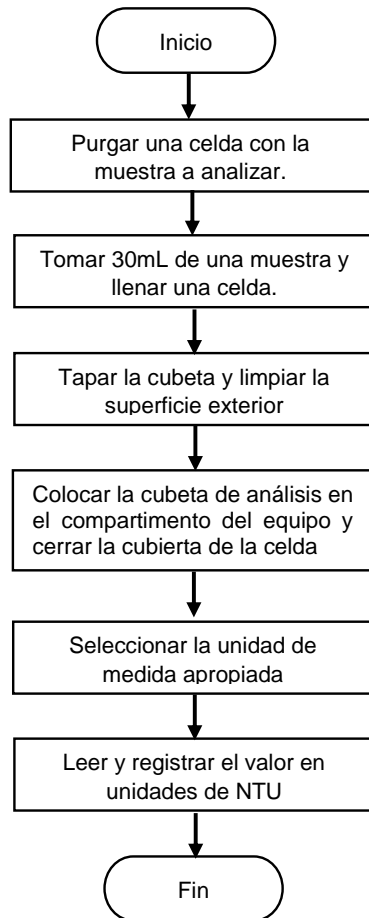 Inicio
Purgar una celda con la
muestra a analizar.
Tomar 30mL de una muestra y
llenar una celda.
Tapar la cubeta y limpiar la
superficie exterior
Colocar la cubeta de análisis en
el compartimento del equipo y
cerrar la cubierta de la celda
Seleccionar la unidad de
medida apropiada
Leer y registrar el valor en
unidades de NTU
Fin